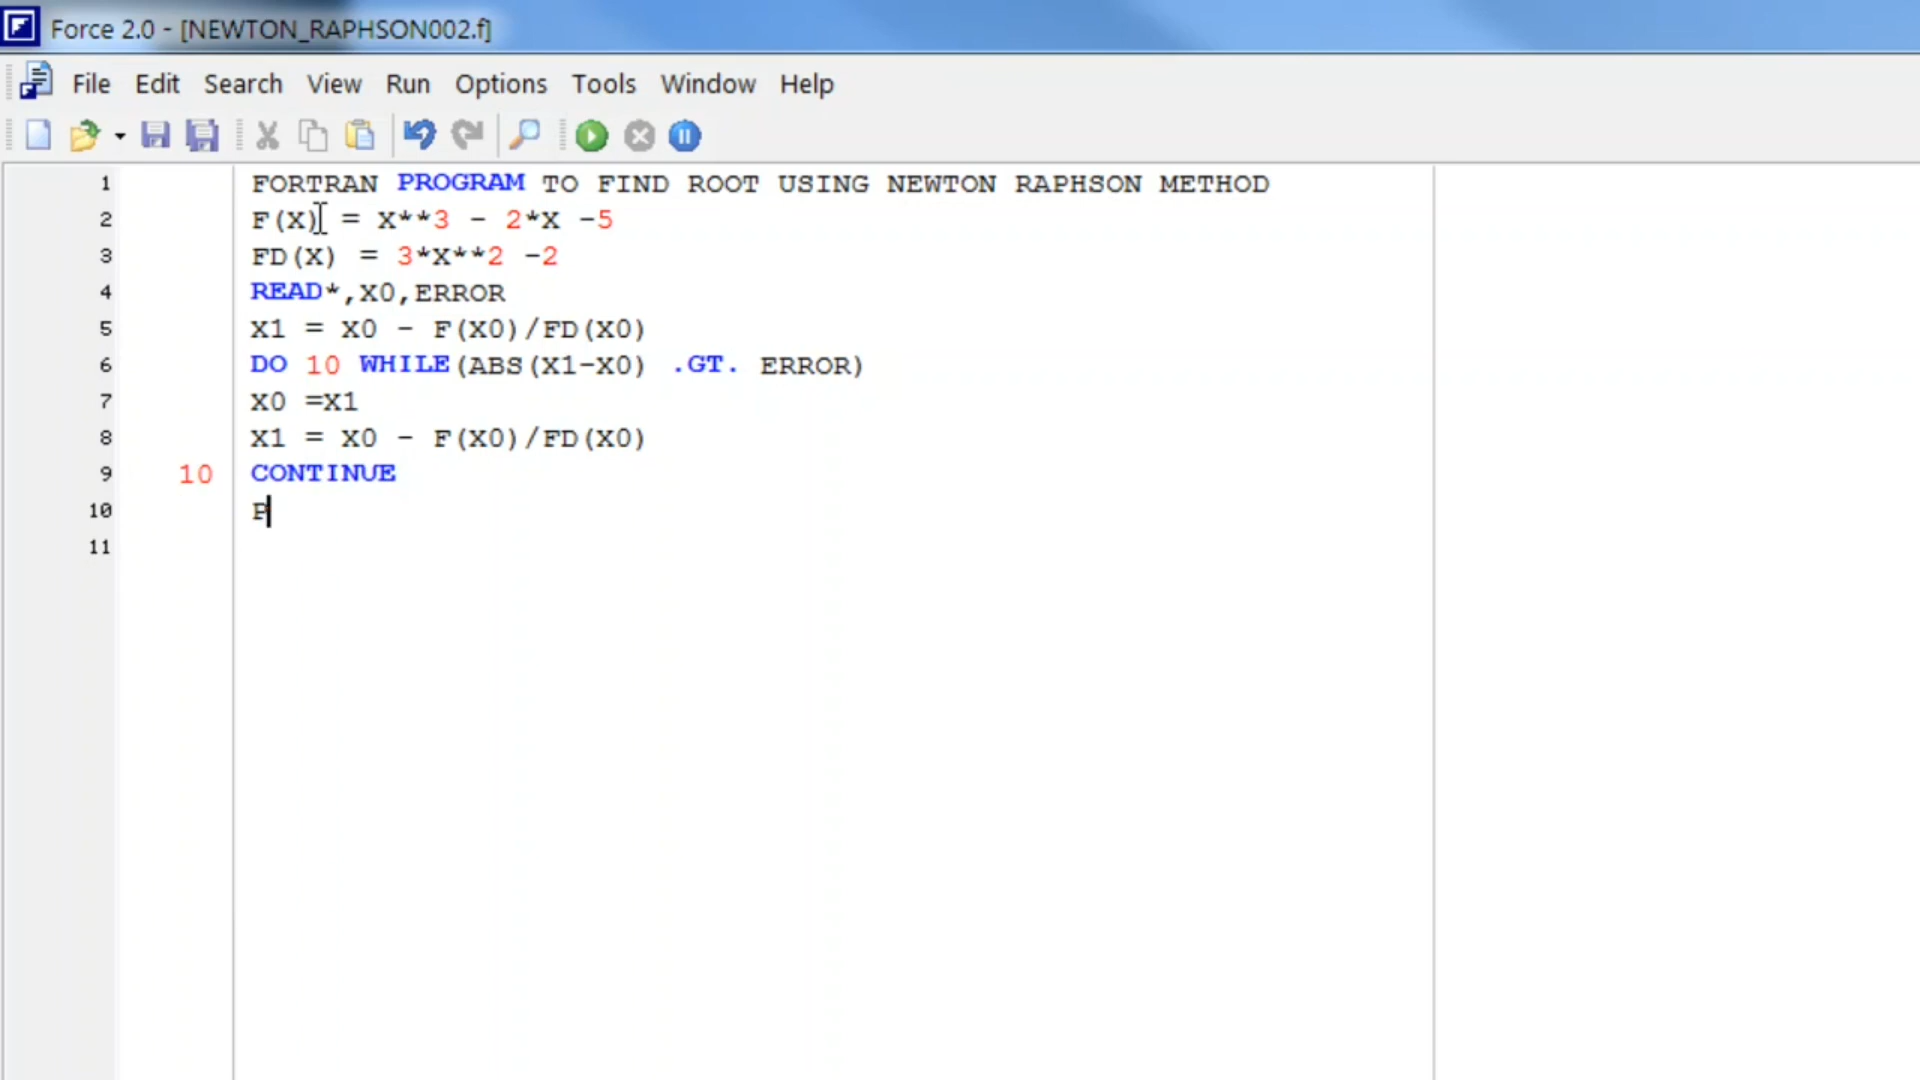 Force 2.0 - [NEWTON_RAPHSON002.f]
File Edit Search View Run Options Tools Window Help
1 FORTRAN PROGRAM TO FIND ROOT USING NEWTON RAPHSON METHOD
2 F(X) = X**3 - 2*X -5
3 FD(X) = 3*X**2 -2
4 READ*,X0,ERROR
5 X1 = X0 - F(X0)/FD(X0)
6 DO 10 WHILE(ABS(X1-X0) .GT. ERROR)
7 X0 =X1
8 X1 = X0 - F(X0)/FD(X0)
9 10 CONTINUE
10 P
11